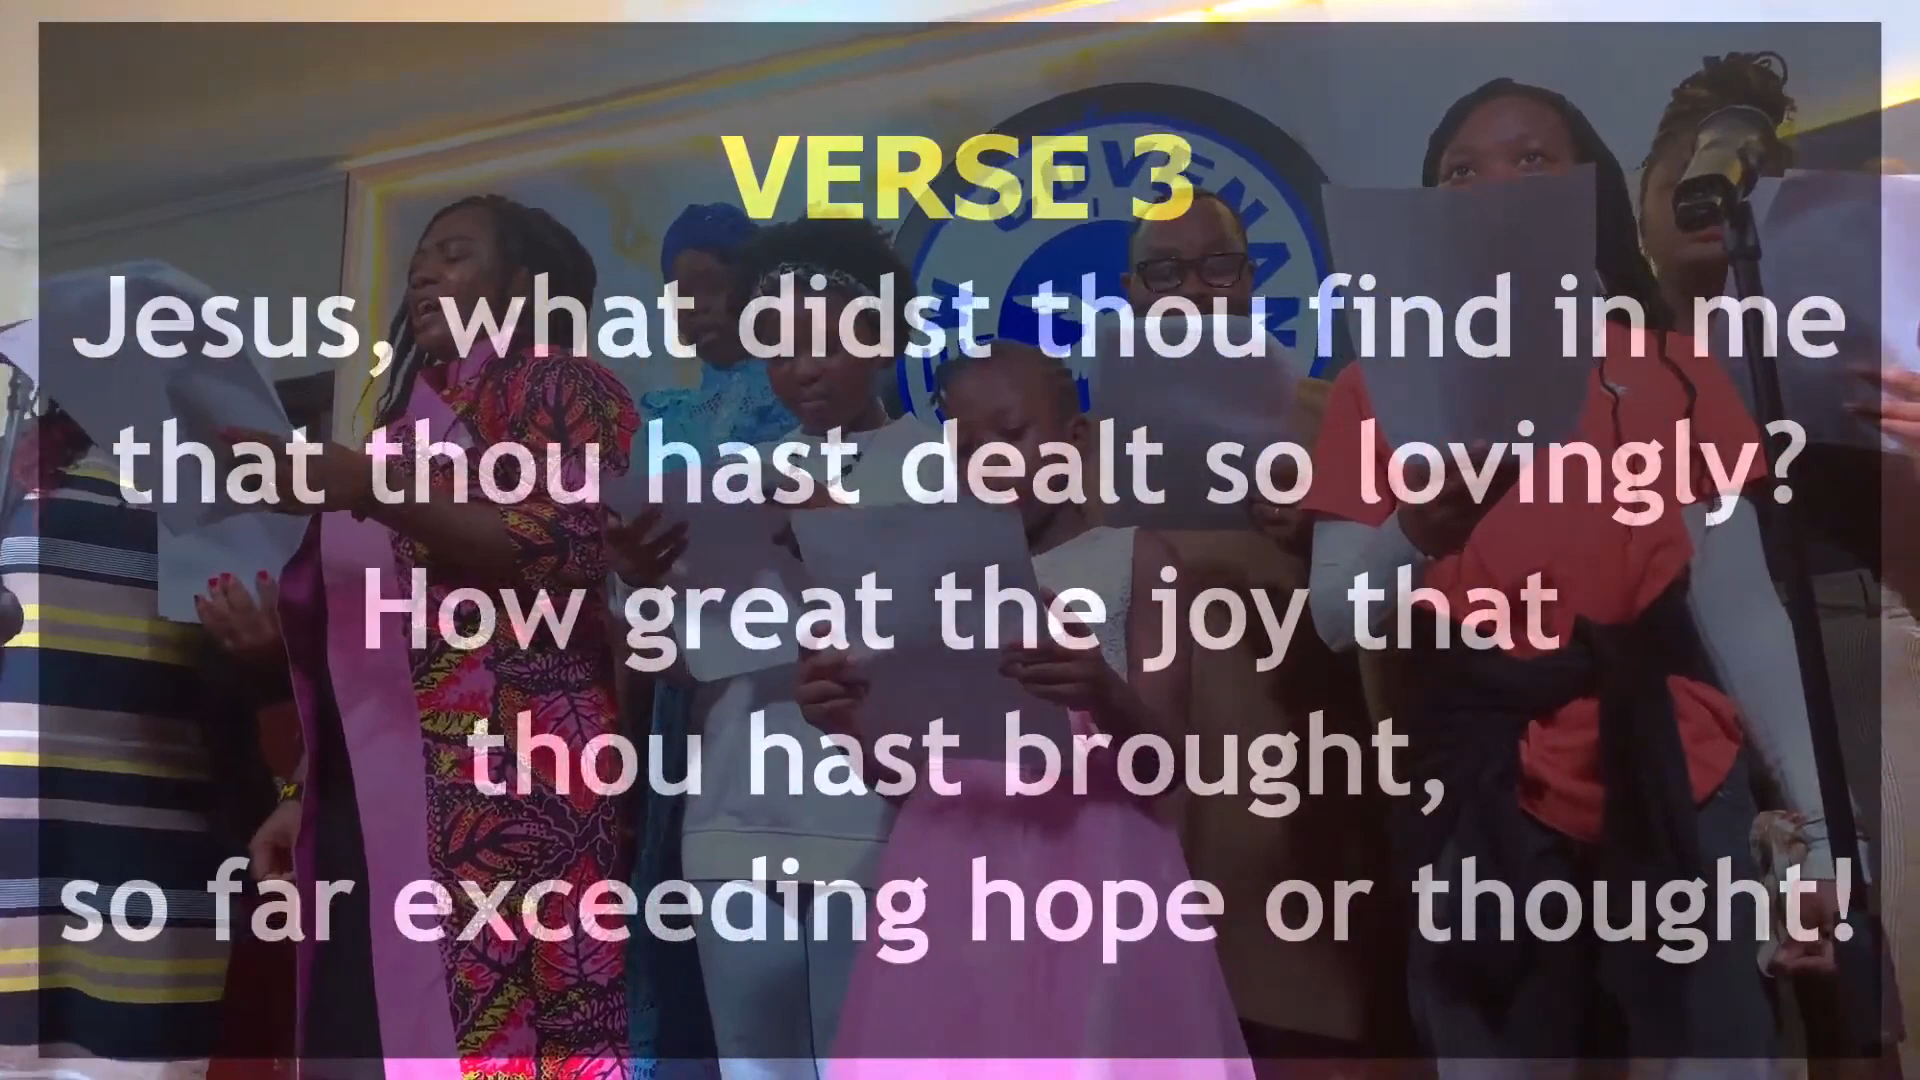 VERSE 3
COVENAN
Jesus, what didst thou find in me
that thou hast dealt so lovingly?
How great the joy that
thou hast brought,
so far exceeding hope or thought!